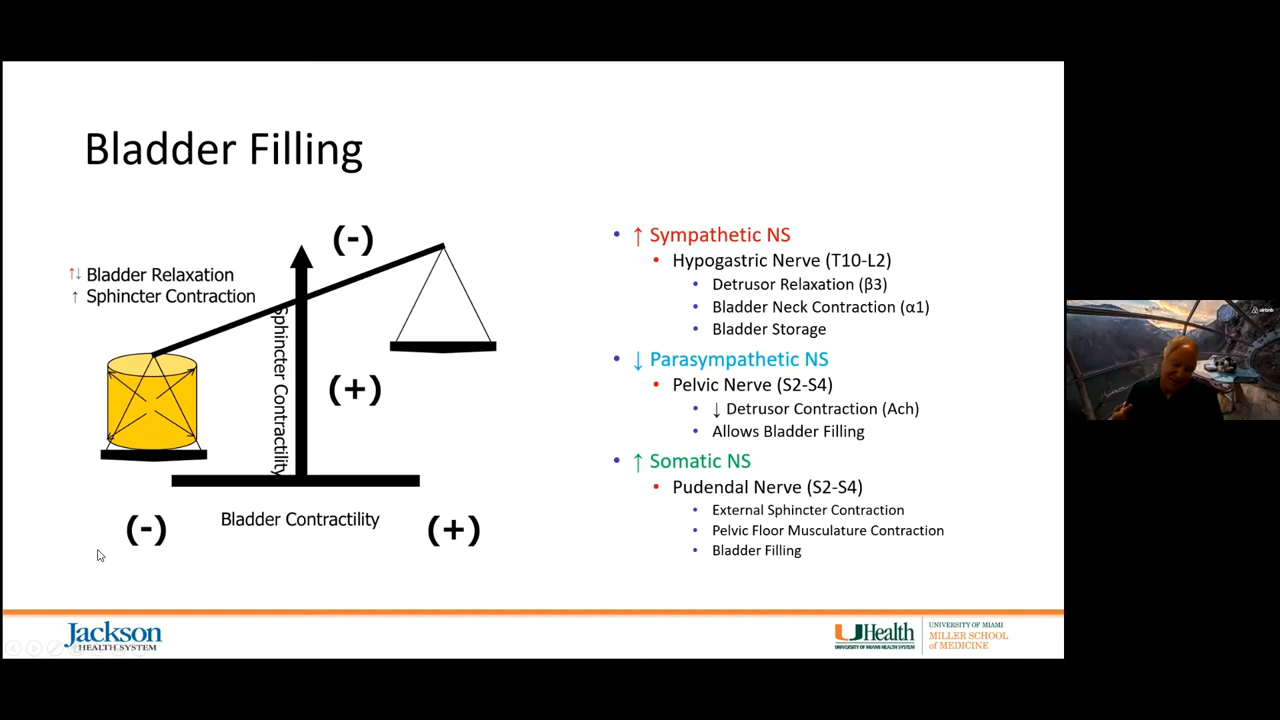 Bladder Filling
(-)
↑↓ Bladder Relaxation
↑ Sphincter Contraction
Sphincter Contractility
(+)
(-)
Bladder Contractility
(+)
• ↑ Sympathetic NS
• Hypogastric Nerve (T10-L2)
• Detrusor Relaxation (β3)
• Bladder Neck Contraction (α1)
• Bladder Storage
• ↓ Parasympathetic NS
• Pelvic Nerve (S2-S4)
• ↓ Detrusor Contraction (Ach)
• Allows Bladder Filling
• ↑ Somatic NS
• Pudendal Nerve (S2-S4)
• External Sphincter Contraction
• Pelvic Floor Musculature Contraction
• Bladder Filling
airbnb
Jackson
HEALTH SYSTEM
UHealth
UNIVERSITY OF MIAMI HEALTH SYSTEM
UNIVERSITY OF MIAMI
MILLER SCHOOL
of MEDICINE